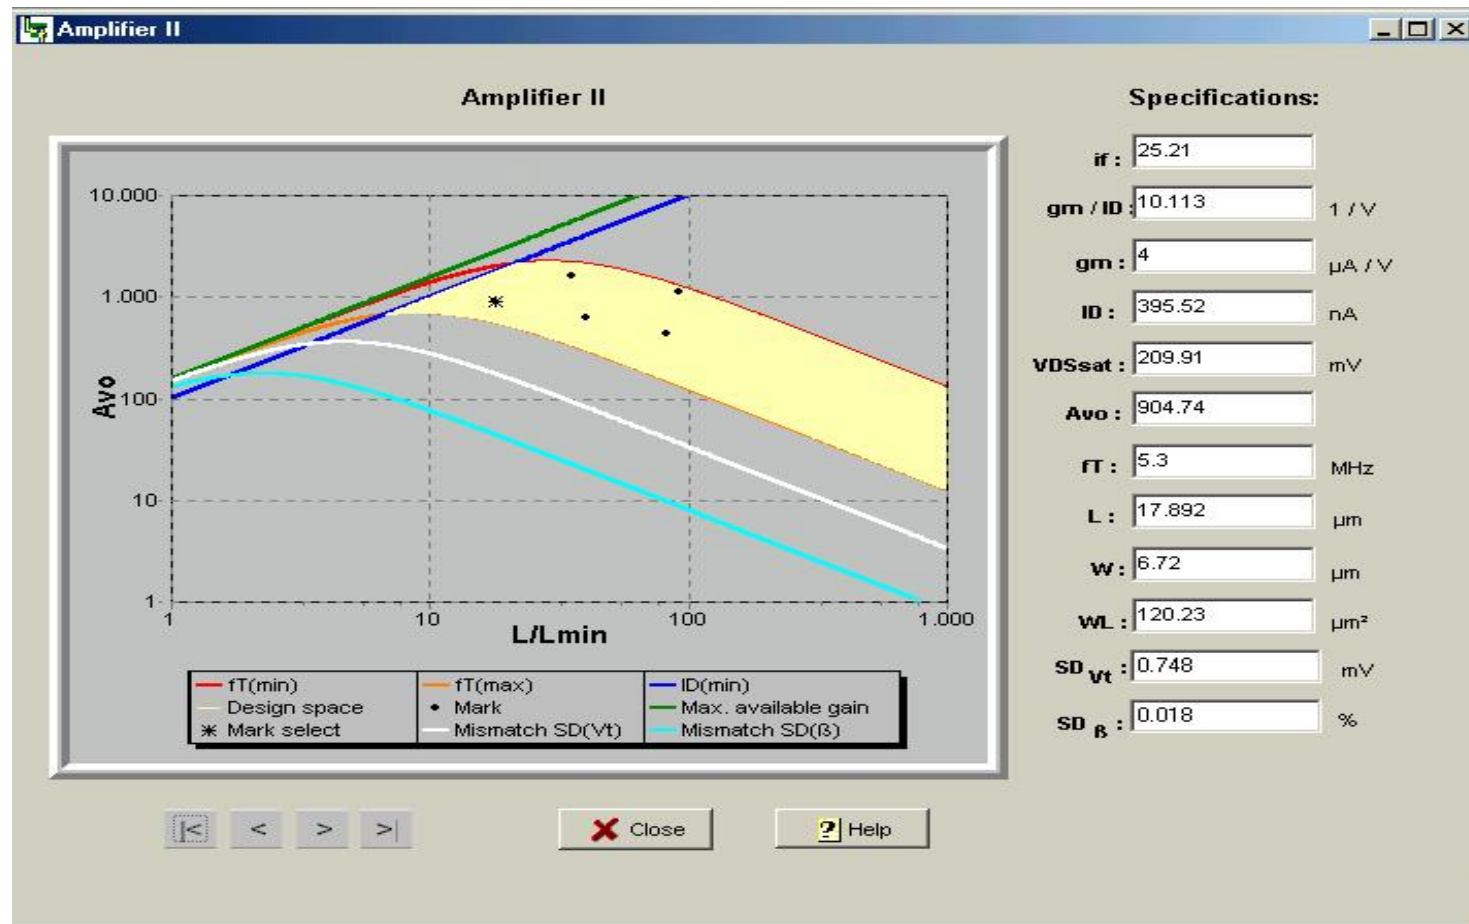 Amplifier II
Amplifier II
10.000
1.000
100
10
1
Avo
1 10 100 1.000
L/Lmin
fT(min) fT(max) ID(min)
Design space Mark Max. available gain
Mark select Mismatch SD(Vt) Mismatch SD(ß)
Specifications:
if : 25.21
gm / ID : 10.113 1 / V
gm : 4 µA / V
ID : 395.52 nA
VDSsat : 209.91 mV
Avo : 904.74
fT : 5.3 MHz
L : 17.892 µm
W : 6.72 µm
WL : 120.23 µm²
SD Vt : 0.748 mV
SD ß : 0.018 %
|< < > >| Close Help